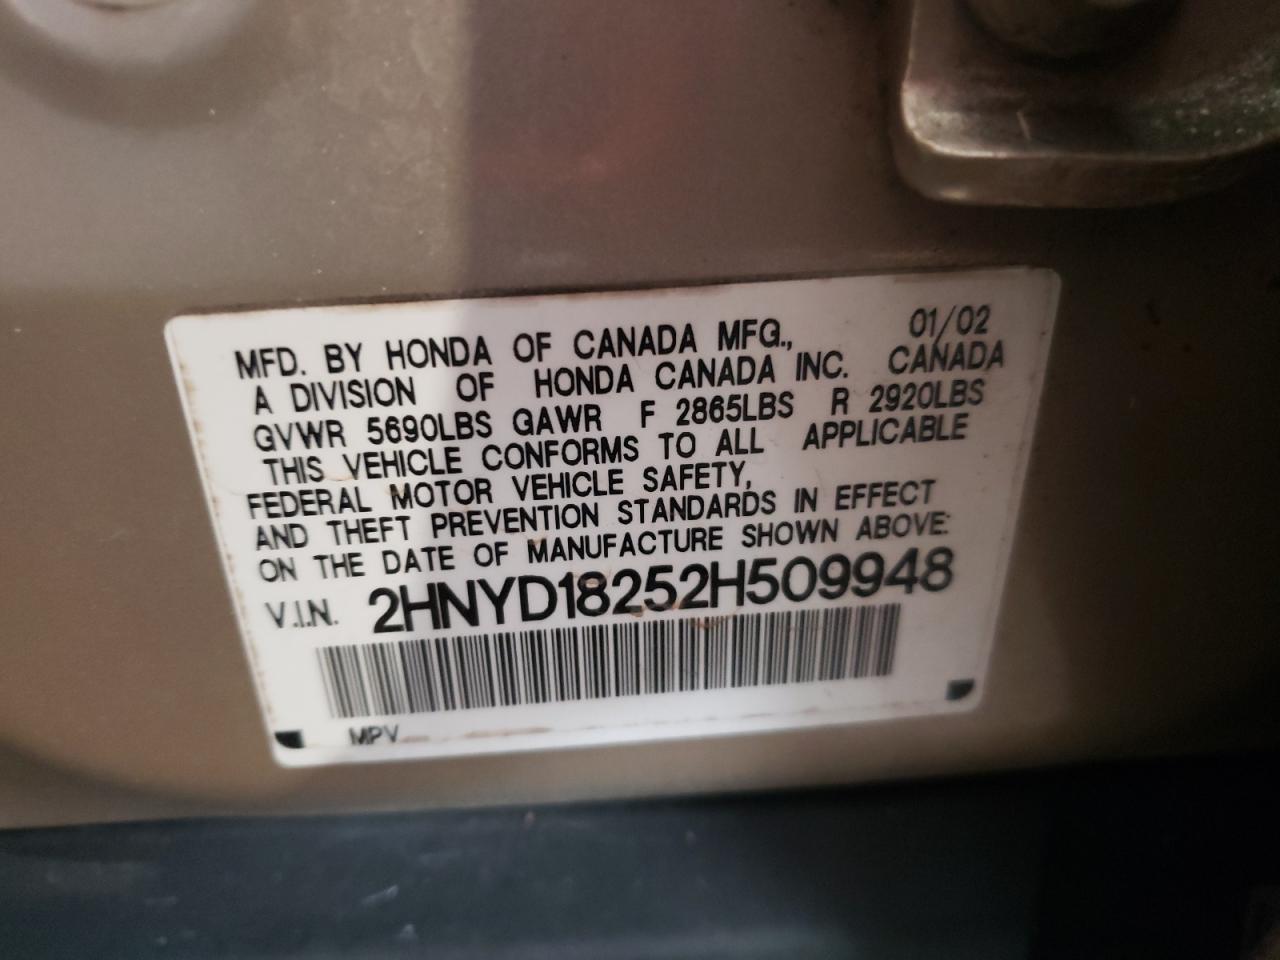 MFD. BY HONDA OF CANADA MFG., 01/02
A DIVISION OF HONDA CANADA INC. CANADA
GVWR 5690LBS GAWR F 2865LBS R 2920LBS
THIS VEHICLE CONFORMS TO ALL APPLICABLE
FEDERAL MOTOR VEHICLE SAFETY,
AND THEFT PREVENTION STANDARDS IN EFFECT
ON THE DATE OF MANUFACTURE SHOWN ABOVE:
V.I.N. 2HNYD18252H509948
MPV